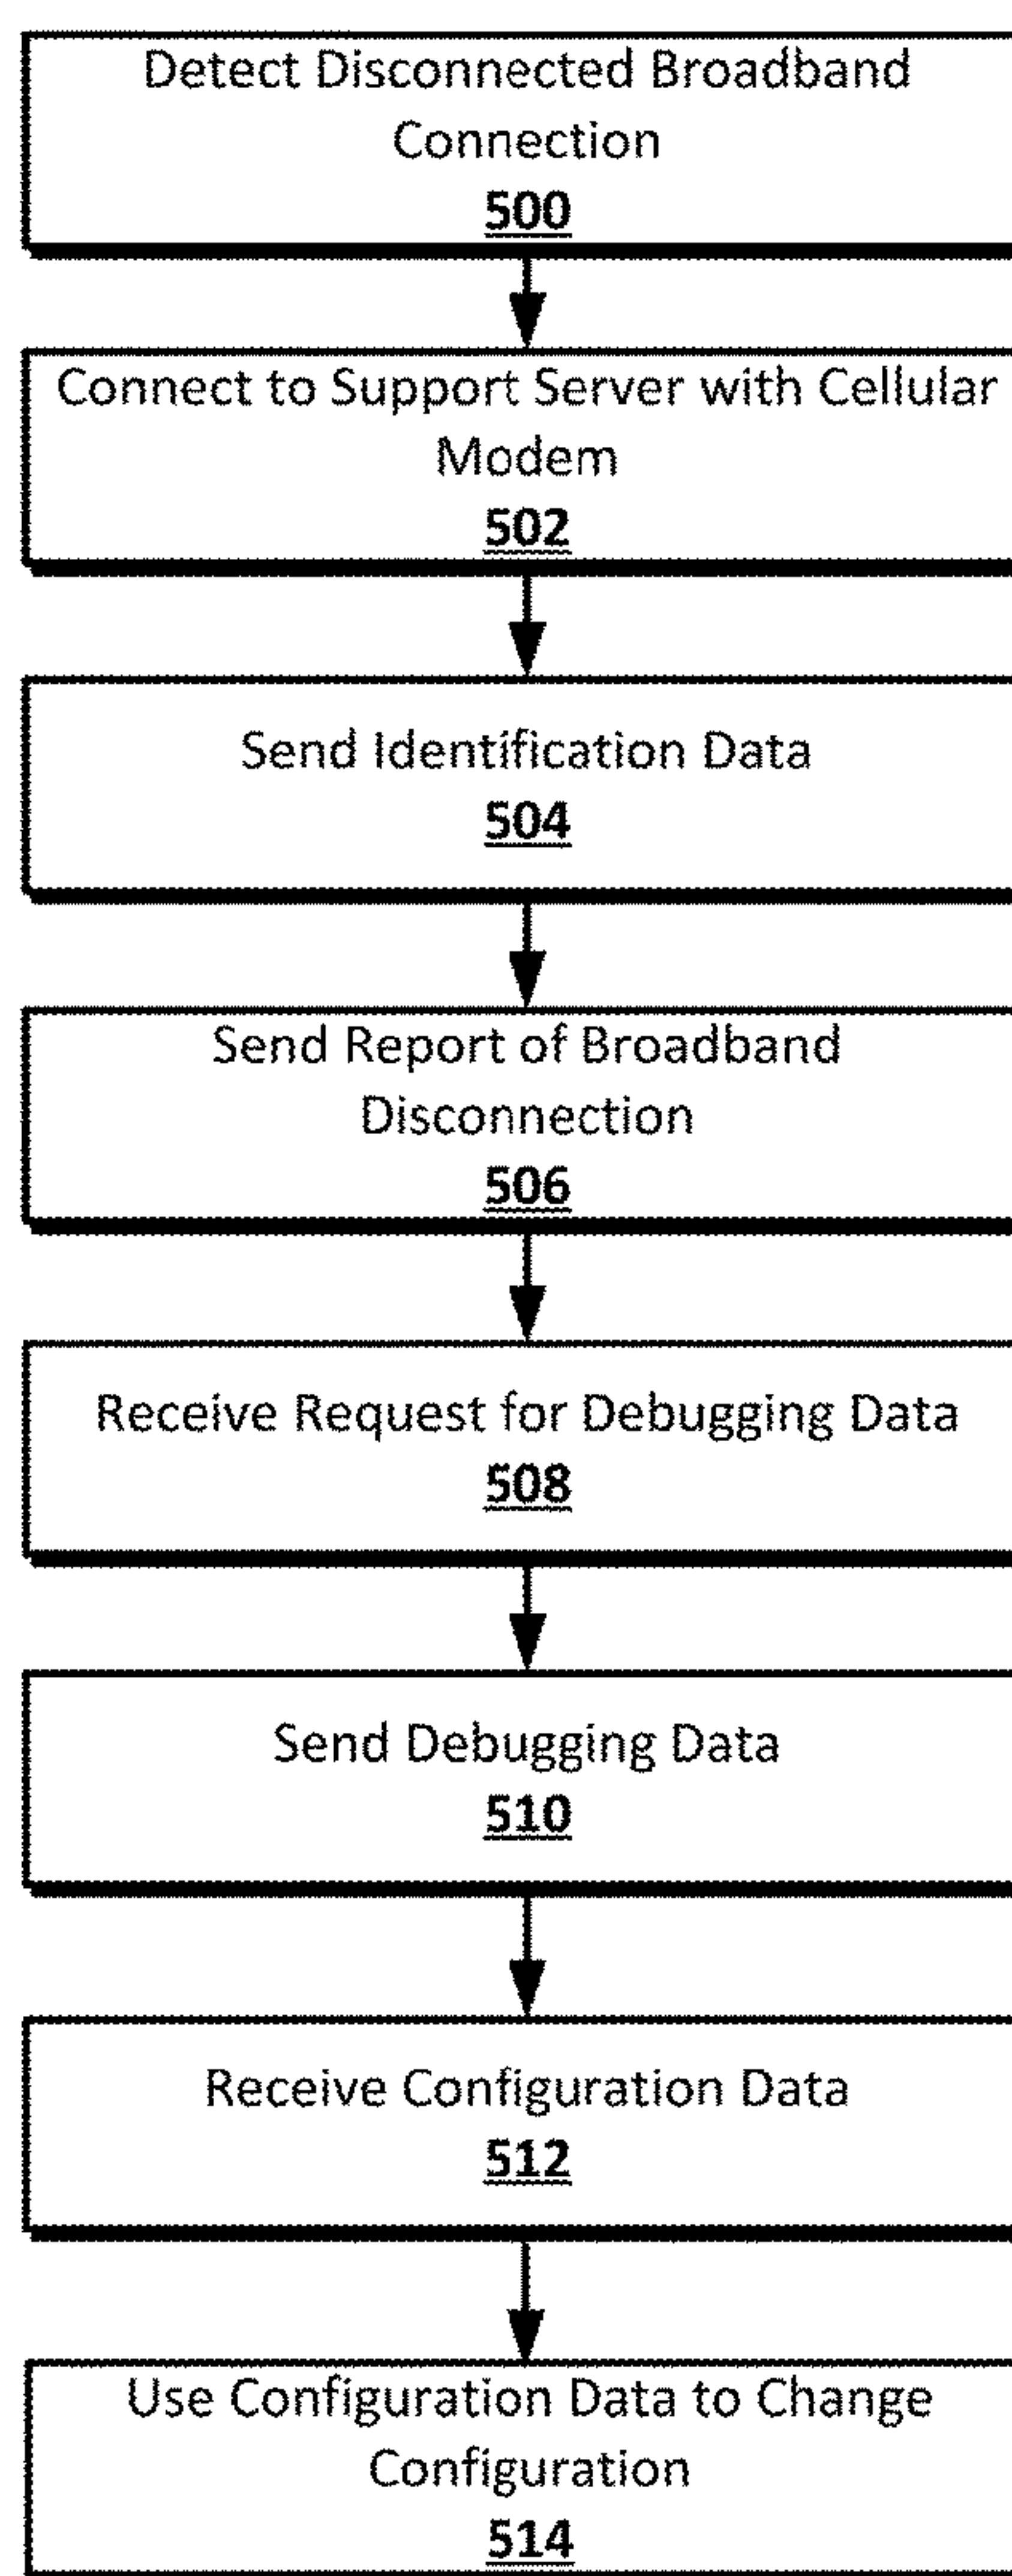 Detect Disconnected Broadband
Connection
500
Connect to Support Server with Cellular
Modem
502
Send Identification Data
504
Send Report of Broadband
Disconnection
506
Receive Request for Debugging Data
508
Send Debugging Data
510
Receive Configuration Data
512
Use Configuration Data to Change
Configuration
514